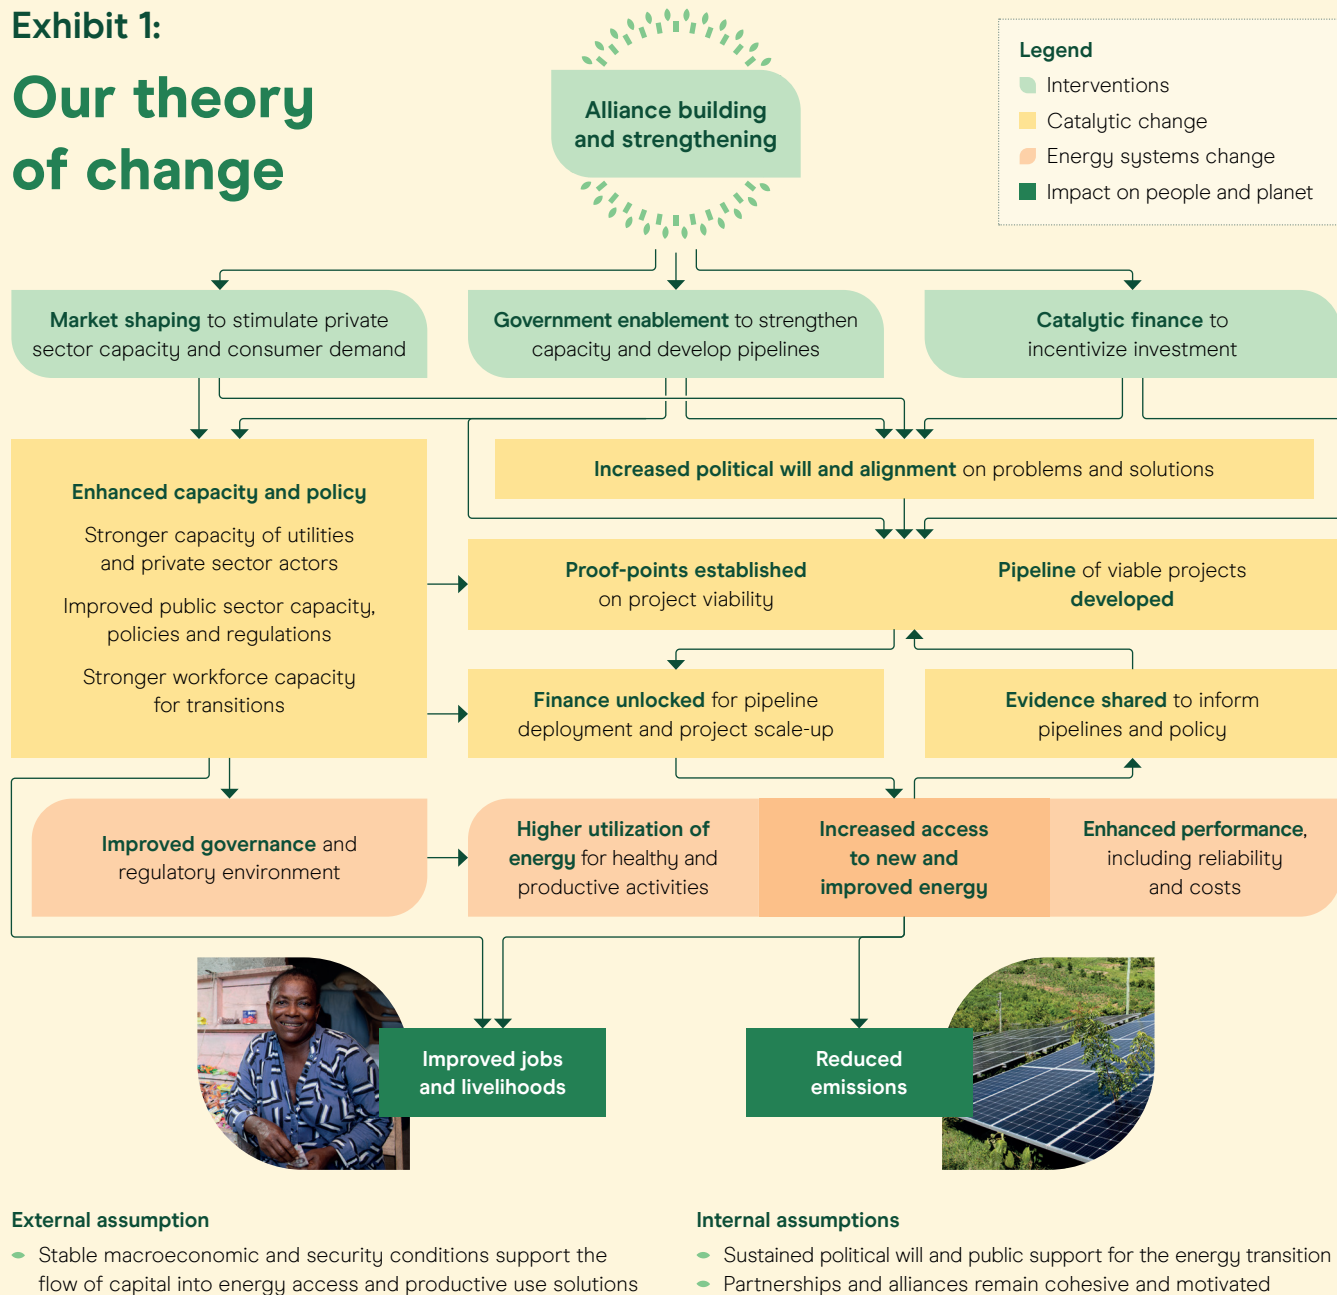 Exhibit 1:
Our theory
of change
Alliance building
and strengthening
Legend
Interventions
Catalytic change
Energy systems change
Impact on people and planet
Market shaping to stimulate private
sector capacity and consumer demand
Government enablement to strengthen
capacity and develop pipelines
Catalytic finance to
incentivize investment
Enhanced capacity and policy
Stronger capacity of utilities
and private sector actors
Improved public sector capacity,
policies and regulations
Stronger workforce capacity
for transitions
Increased political will and alignment on problems and solutions
Proof-points established
on project viability
Pipeline of viable projects
developed
Finance unlocked for pipeline
deployment and project scale-up
Evidence shared to inform
pipelines and policy
Improved governance and
regulatory environment
Higher utilization of
energy for healthy and
productive activities
Increased access
to new and
improved energy
Enhanced performance,
including reliability
and costs
Improved jobs
and livelihoods
Reduced
emissions
External assumption
Stable macroeconomic and security conditions support the
flow of capital into energy access and productive use solutions
Internal assumptions
Sustained political will and public support for the energy transition
Partnerships and alliances remain cohesive and motivated